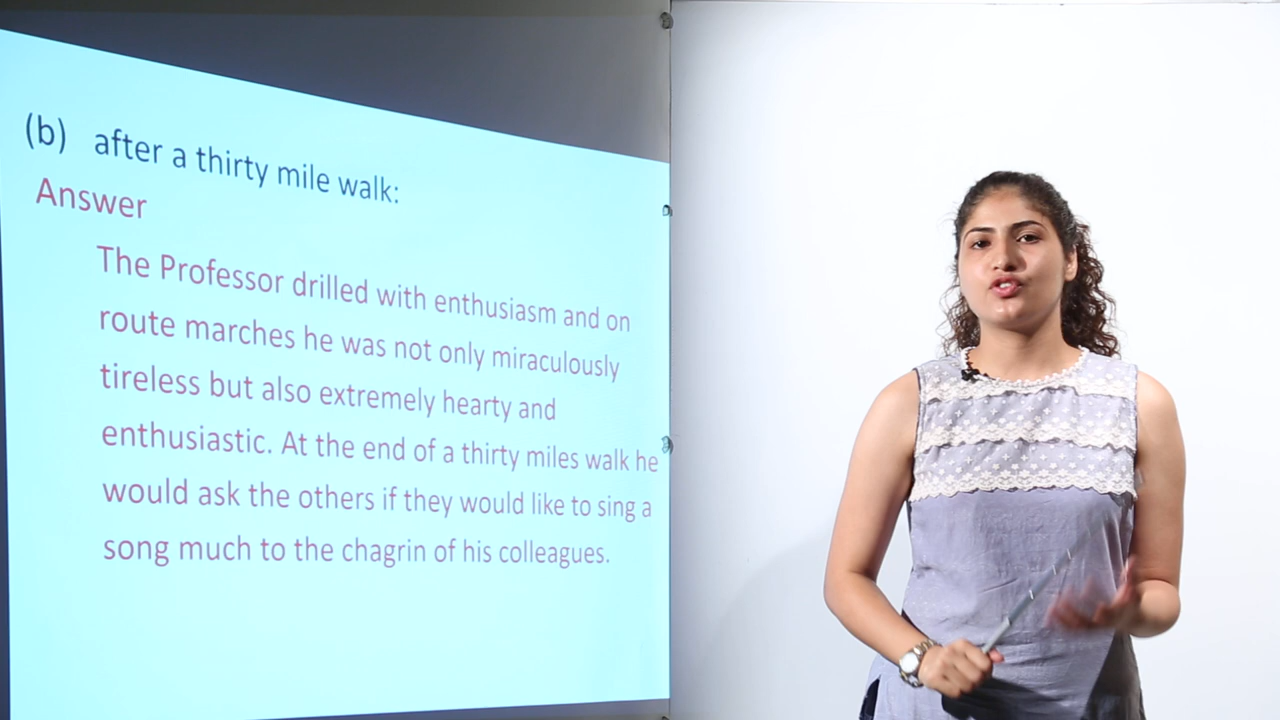 (b) after a thirty mile walk:
Answer
The Professor drilled with enthusiasm and on
route marches he was not only miraculously
tireless but also extremely hearty and
enthusiastic. At the end of a thirty miles walk he
would ask the others if they would like to sing a
song much to the chagrin of his colleagues.